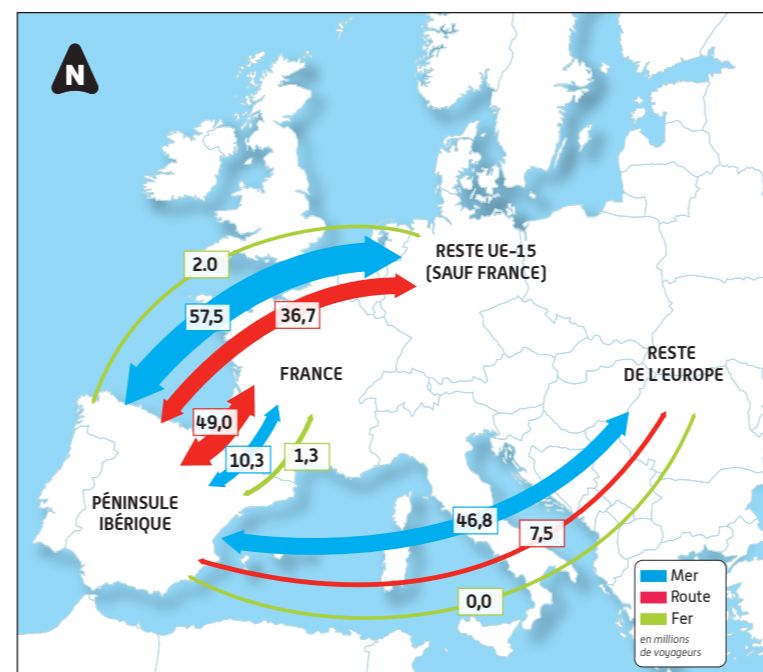 N
RESTE UE-15
(SAUF FRANCE)
2.0
57,5
36,7
RESTE
DE L'EUROPE
FRANCE
49,0
10,3
1,3
PÉNINSULE
IBÉRIQUE
46,8
7,5
0,0
Mer
Route
Fer
en millions
de voyageurs